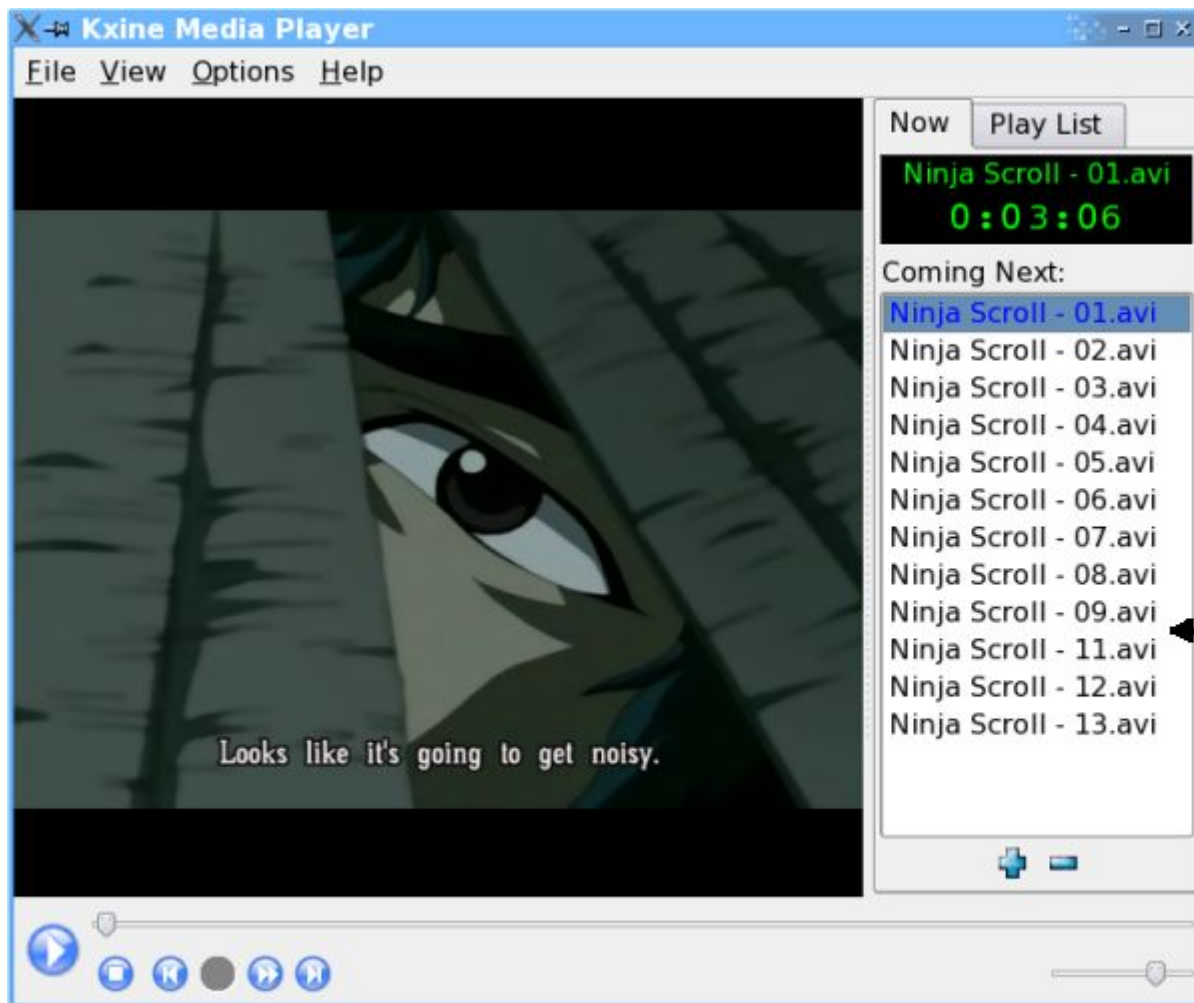 Kxine Media Player
File View Options Help
Now Play List
Ninja Scroll - 01.avi
0:03:06
Coming Next:
Ninja Scroll - 01.avi
Ninja Scroll - 02.avi
Ninja Scroll - 03.avi
Ninja Scroll - 04.avi
Ninja Scroll - 05.avi
Ninja Scroll - 06.avi
Ninja Scroll - 07.avi
Ninja Scroll - 08.avi
Ninja Scroll - 09.avi
Ninja Scroll - 11.avi
Ninja Scroll - 12.avi
Ninja Scroll - 13.avi
Looks like it's going to get noisy.